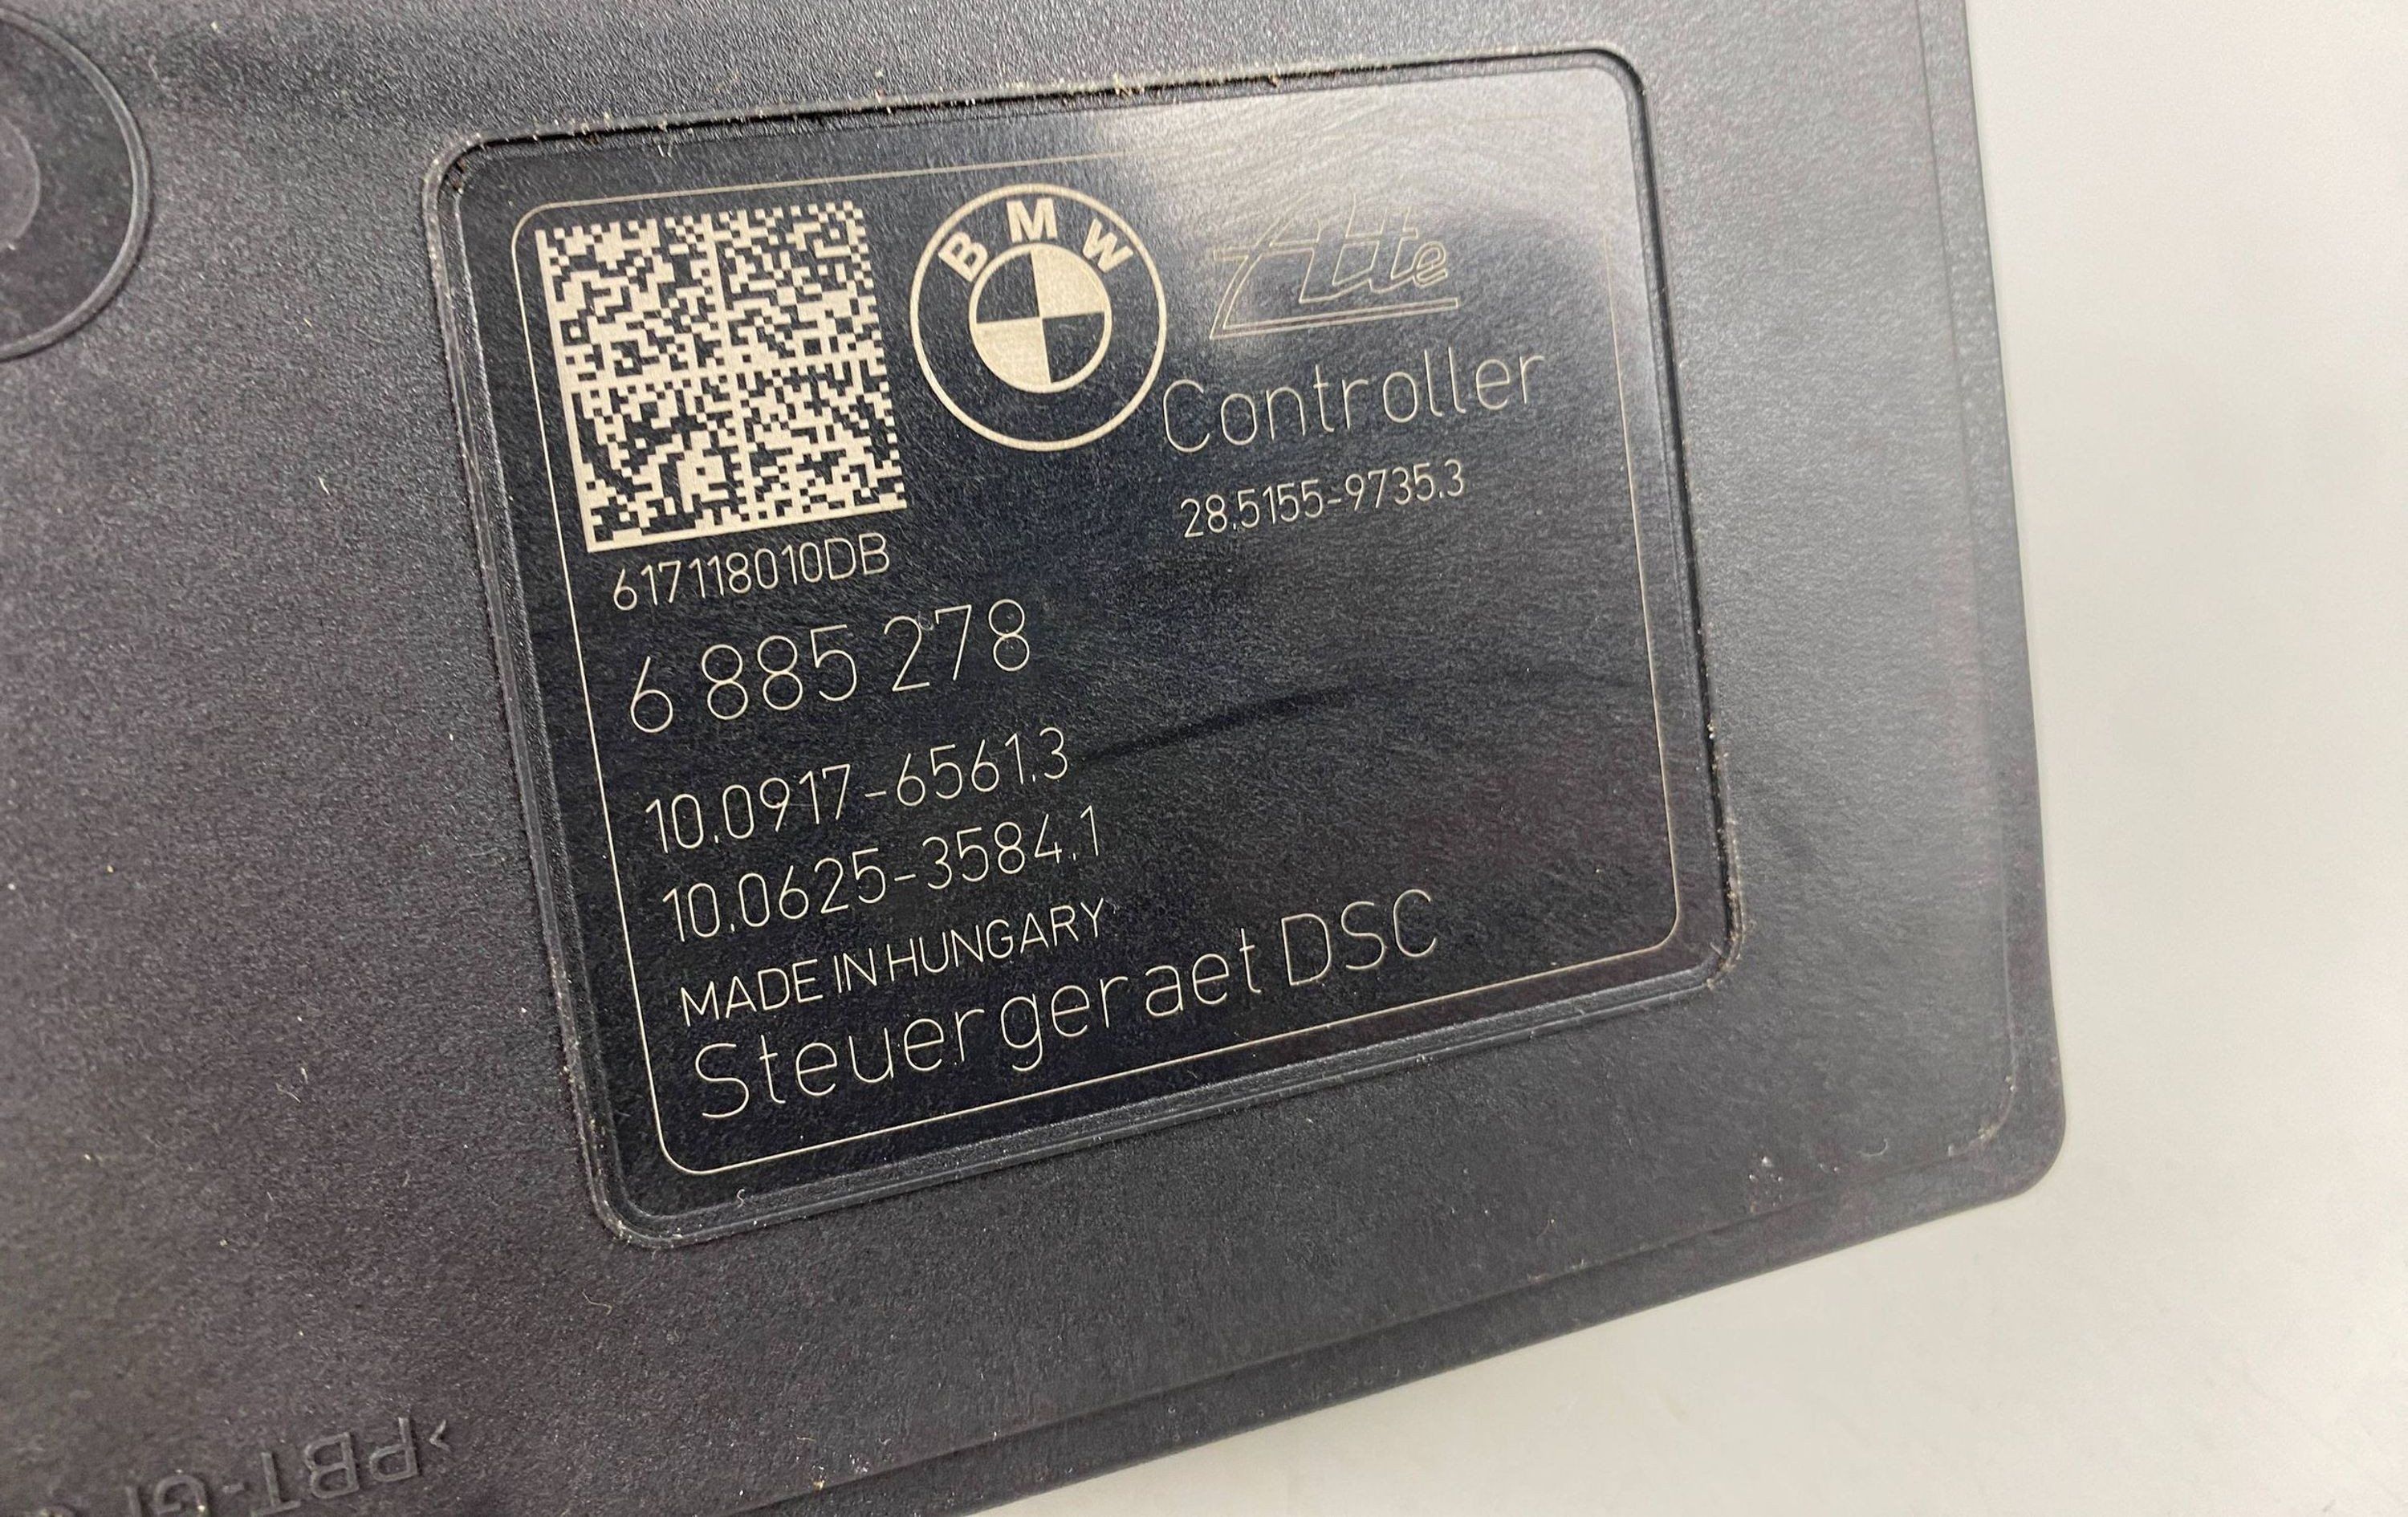 BMW
Ate
Controller
28.5155-9735.3
617118010DB
6 885 278
10.0917-6561.3
10.0625-3584.1
MADE IN HUNGARY
Steuergeraet DSC